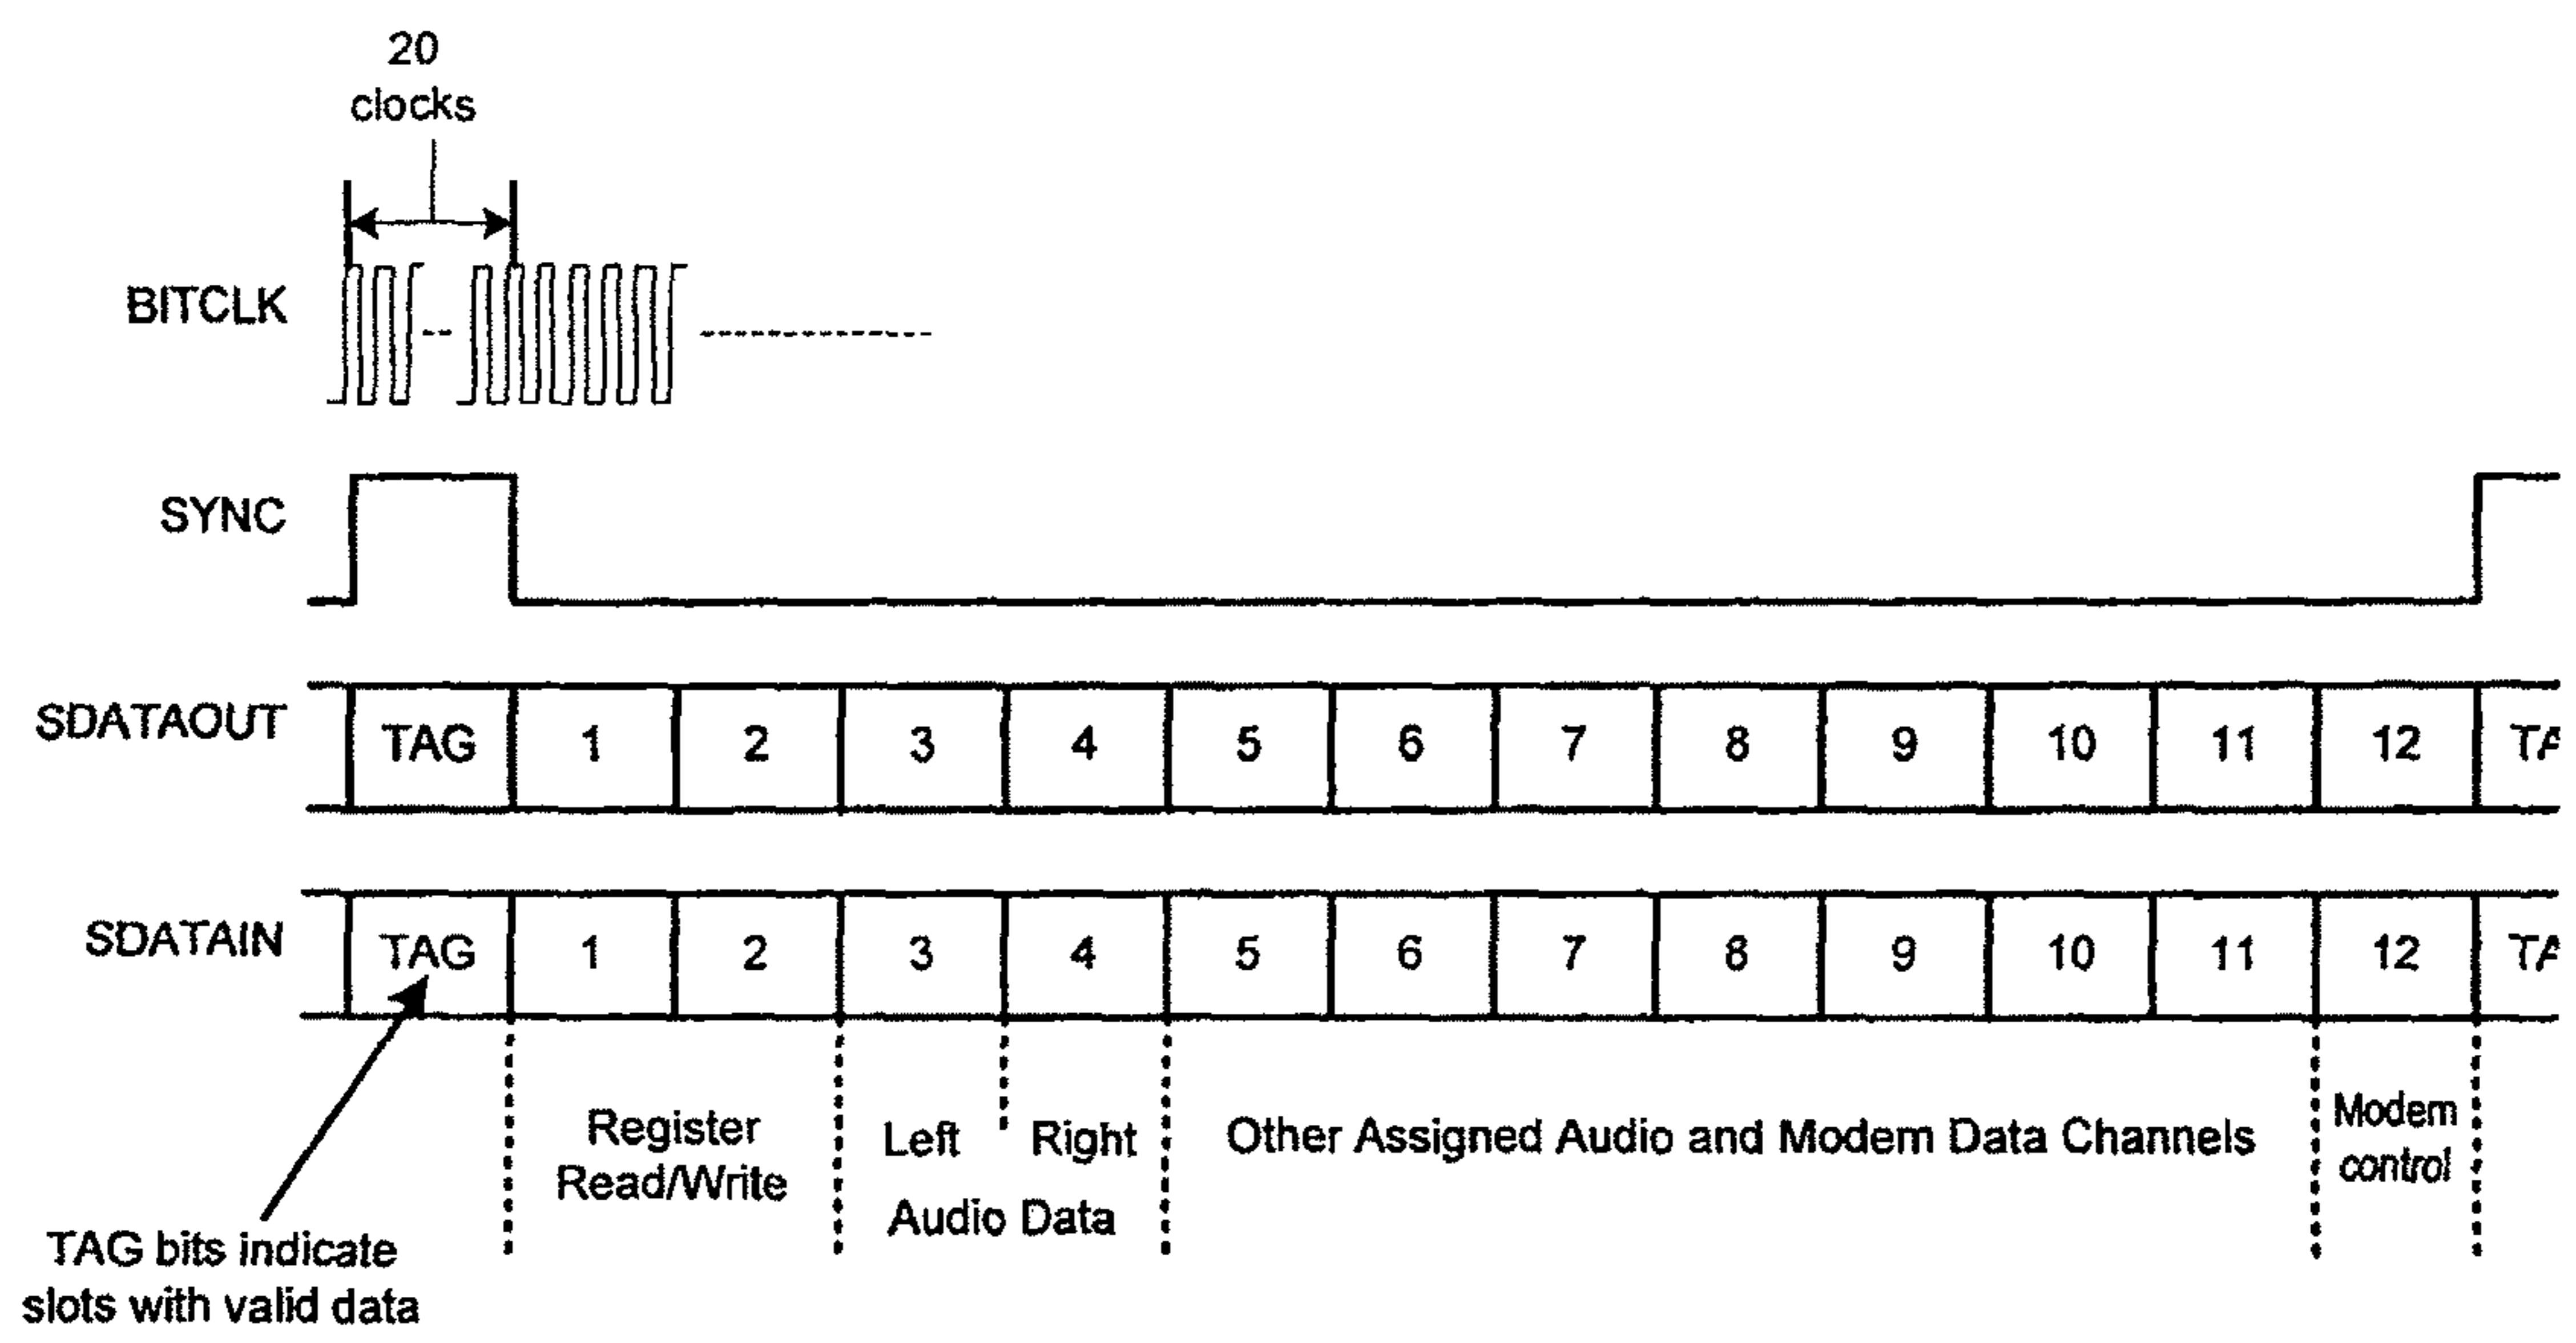 20
clocks
BITCLK
SYNC
SDATAOUT TAG 1 2 3 4 5 6 7 8 9 10 11 12 TA
SDATAIN TAG 1 2 3 4 5 6 7 8 9 10 11 12 TA
Register
Read/Write
Left Right
Audio Data
Other Assigned Audio and Modem Data Channels
Modem
control
TAG bits indicate
slots with valid data